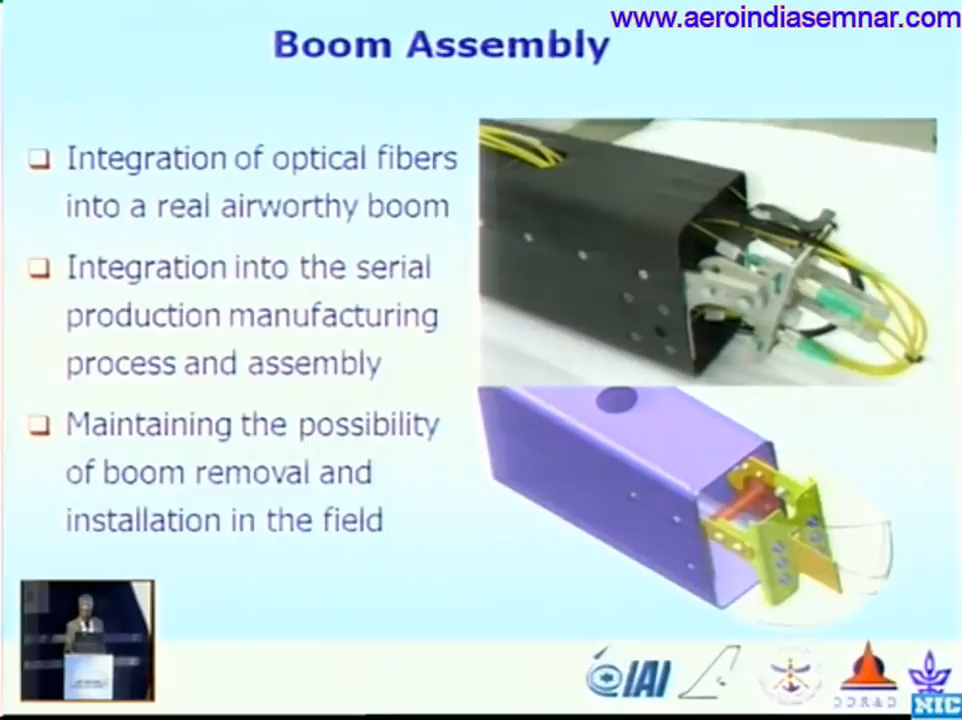 www.aeroindiasemnar.com
Boom Assembly
Integration of optical fibers
into a real airworthy boom
Integration into the serial
production manufacturing
process and assembly
Maintaining the possibility
of boom removal and
installation in the field
IAI
DDR&D
NIC